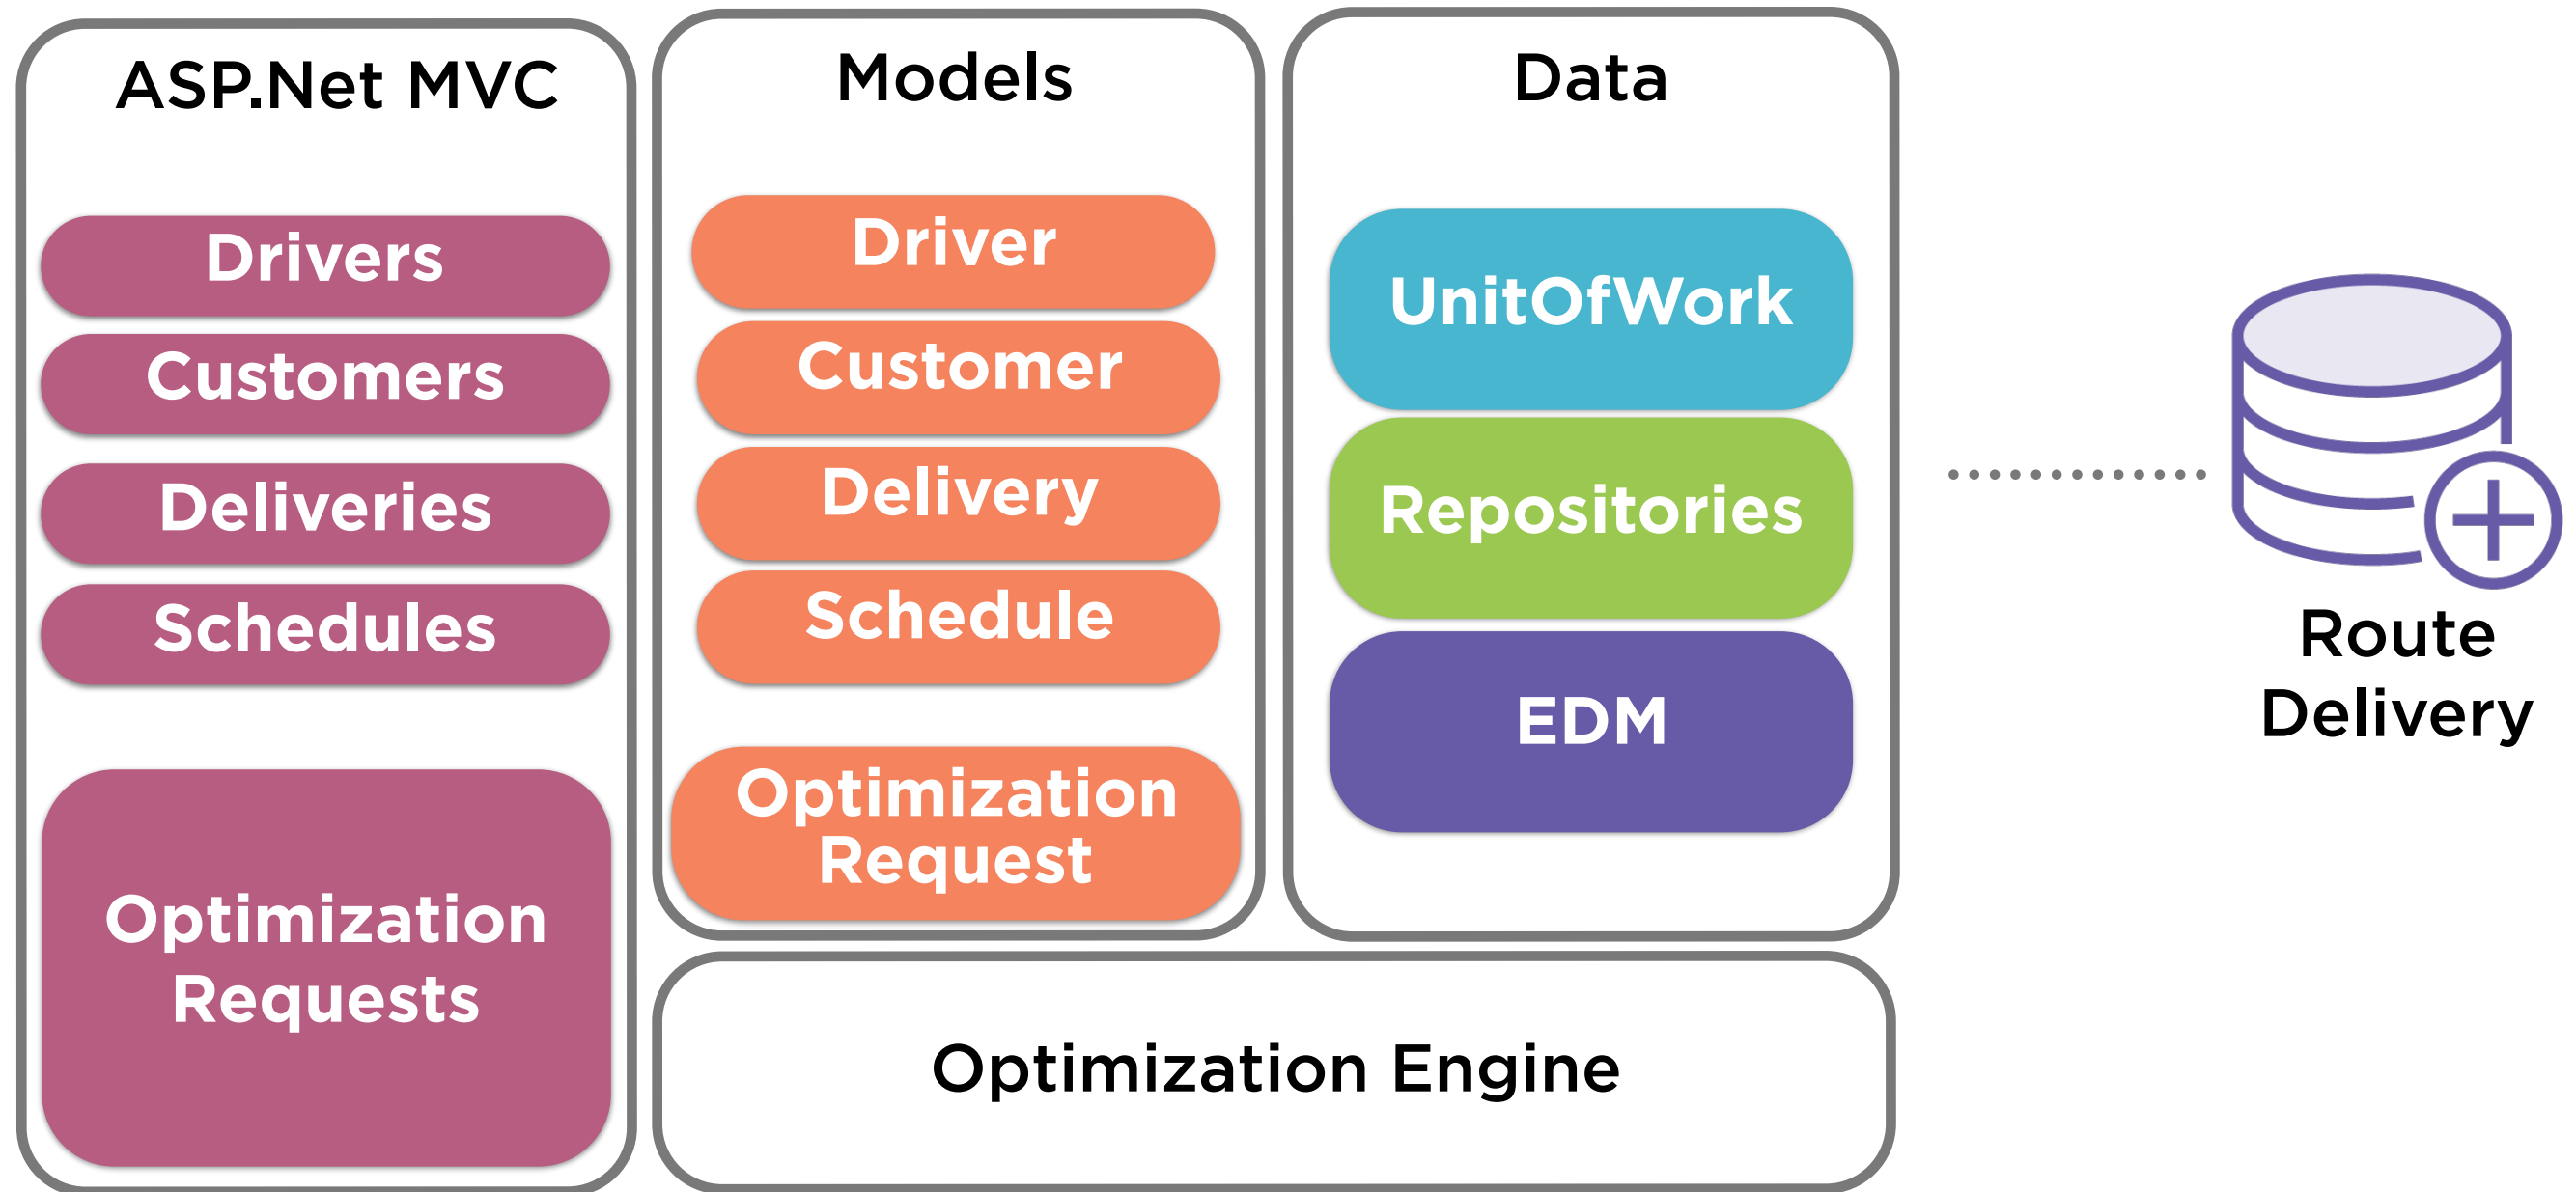 ASP.Net MVC
Drivers
Customers
Deliveries
Schedules
Optimization
Requests
Models
Driver
Customer
Delivery
Schedule
Optimization
Request
Data
UnitOfWork
Repositories
EDM
Optimization Engine
Route
Delivery